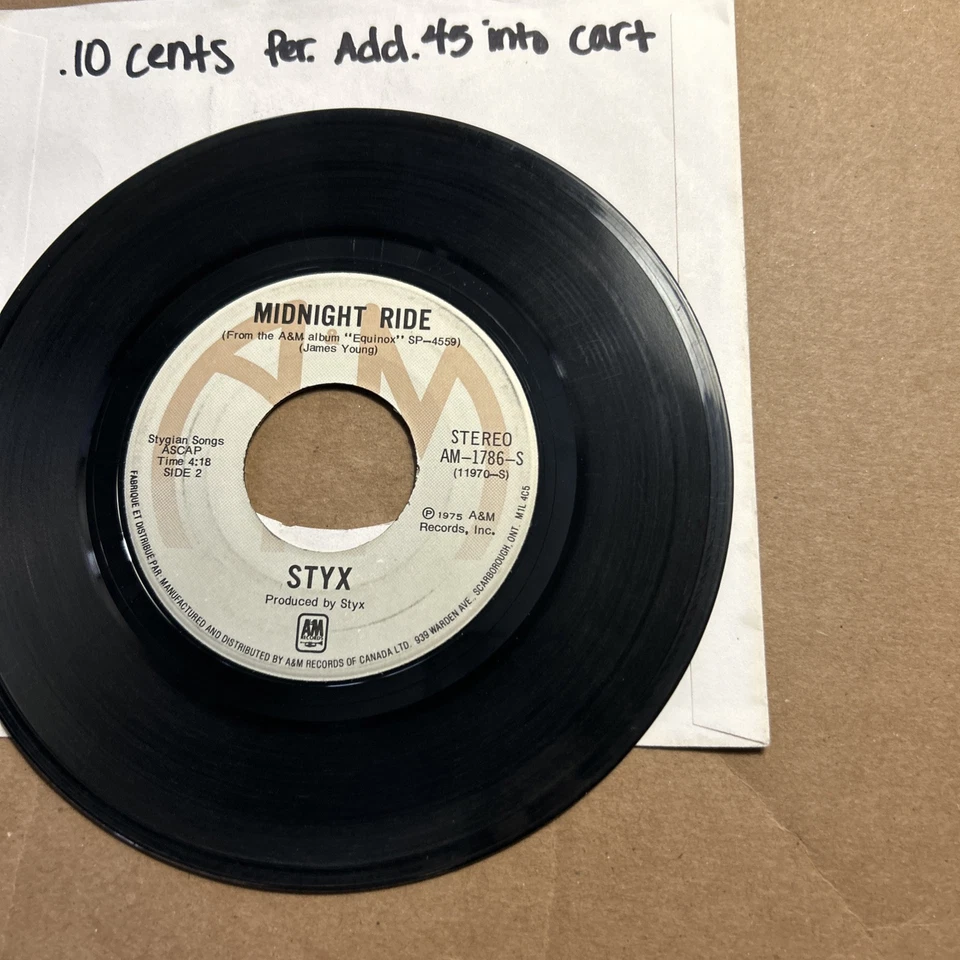 .10 cents Per. Add. 45 into cart
MIDNIGHT RIDE
(From the A&M album "Equinox" SP-4559)
(James Young)
Stygian Songs
ASCAP
Time 4:18
SIDE 2
STEREO
AM-1786-S
(11970-S)
℗ 1975 A&M
Records, Inc.
STYX
Produced by Styx
A&M
RECORDS
FABRIQUE ET DISTRIBUÉ PAR. MANUFACTURED AND DISTRIBUTED BY A&M RECORDS OF CANADA LTD. 939 WARDEN AVE. SCARBOROUGH, ONT. M1L 4C5